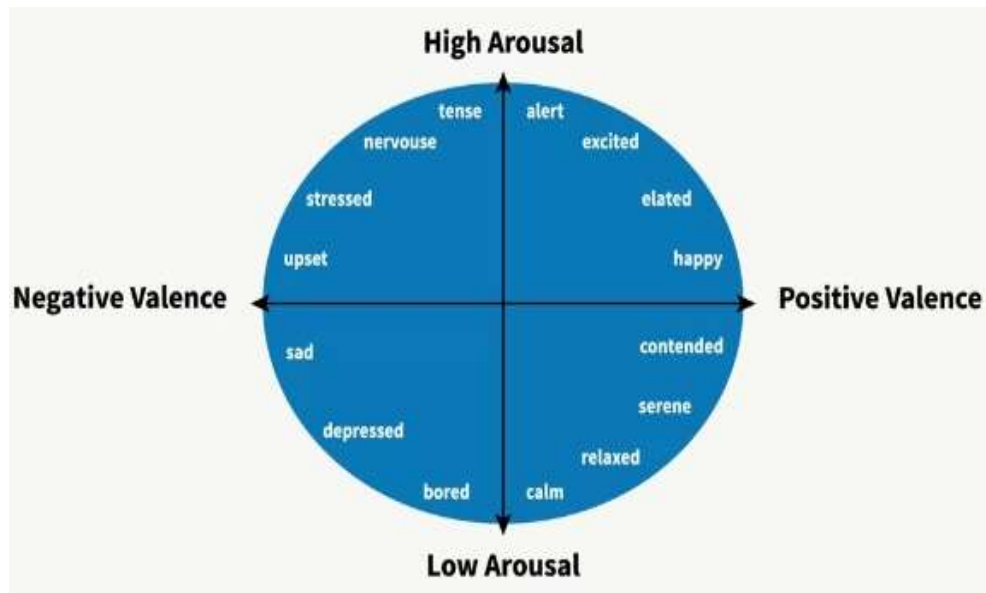 High Arousal
tense alert
nervouse excited
stressed elated
upset happy
Negative Valence Positive Valence
sad contended
depressed serene
relaxed
bored calm
Low Arousal